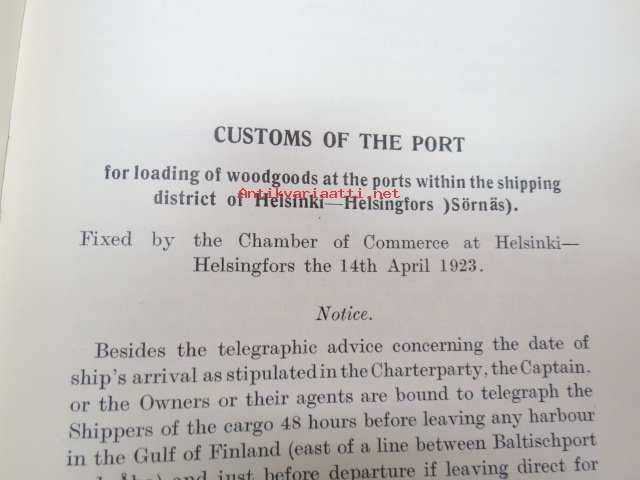 CUSTOMS OF THE PORT
for loading of woodgoods at the ports within the shipping
Antikvariaatti.net
district of Helsinki—Helsingfors )Sörnäs).
Fixed by the Chamber of Commerce at Helsinki—
Helsingfors the 14th April 1923.
Notice.
Besides the telegraphic advice concerning the date of
ship's arrival as stipulated in the Charterparty, the Captain.
or the Owners or their agents are bound to telegraph the
Shippers of the cargo 48 hours before leaving any harbour
in the Gulf of Finland (east of a line between Baltischport
and just before departure if leaving direct for